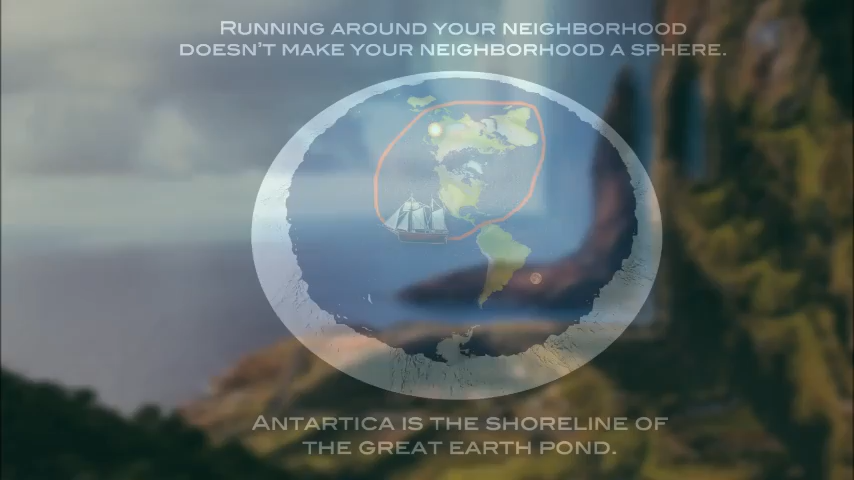 RUNNING AROUND YOUR NEIGHBORHOOD
DOESN'T MAKE YOUR NEIGHBORHOOD A SPHERE.
ANTARTICA IS THE SHORELINE OF
THE GREAT EARTH POND.